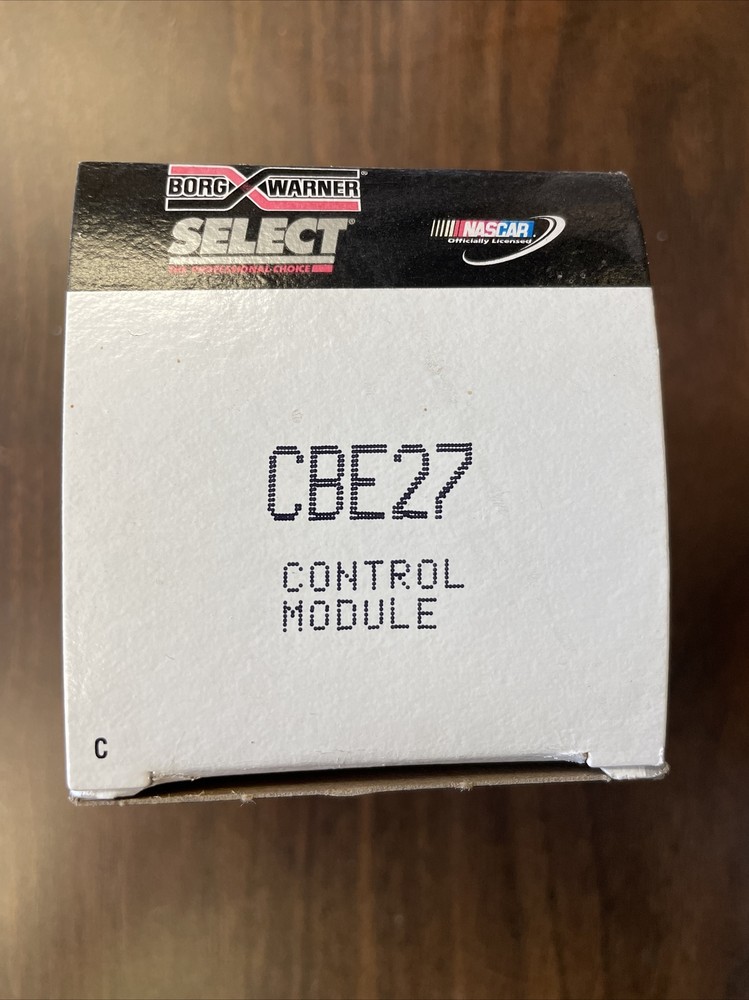 BORG WARNER®
SELECT®
THE PROFESSIONAL CHOICE
NASCAR.
Officially Licensed
CBE27
CONTROL
MODULE
C